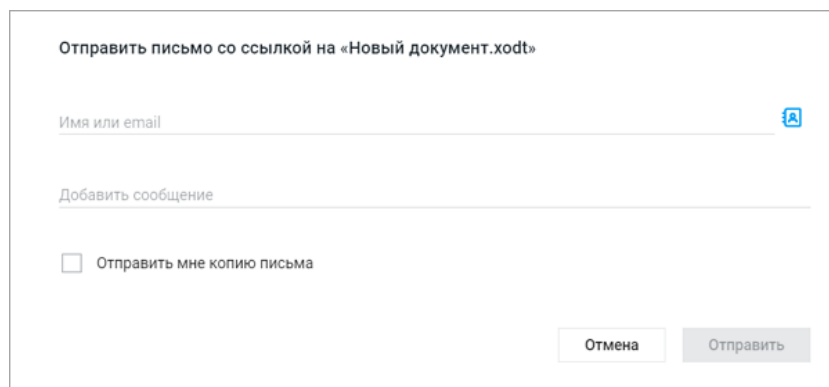 Отправить письмо со ссылкой на «Новый документ.xodt»
Имя или email
Добавить сообщение
Отправить мне копию письма
Отмена
Отправить